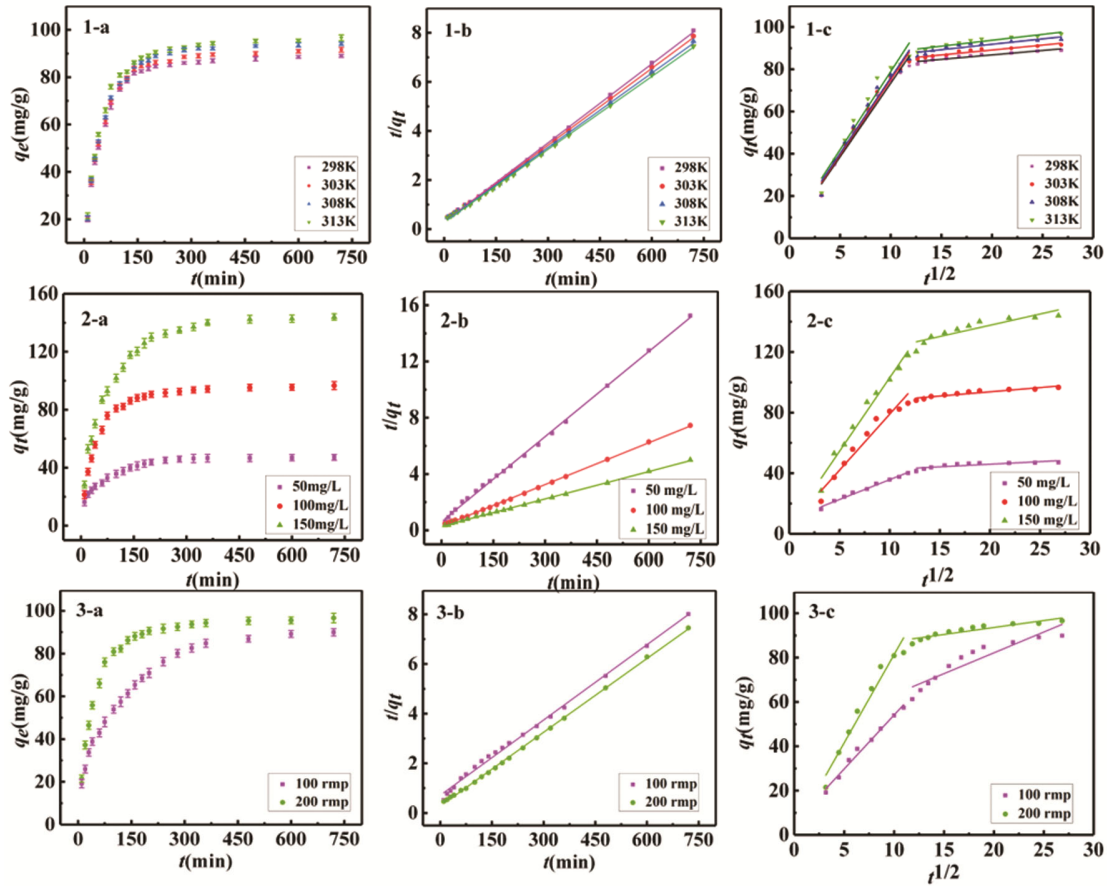 1-a
qe(mg/g)
100
80
60
40
20
298K
303K
308K
313K
0 150 300 450 600 750
t(min)
1-b
t/qt
8
6
4
2
0
298K
303K
308K
313K
0 150 300 450 600 750
t(min)
1-c
qt(mg/g)
100
80
60
40
20
0
298K
303K
308K
313K
0 5 10 15 20 25 30
t1/2
2-a
qt(mg/g)
160
120
80
40
0
50mg/L
100mg/L
150mg/L
0 150 300 450 600 750
t(min)
2-b
t/qt
16
12
8
4
0
50 mg/L
100 mg/L
150 mg/L
0 150 300 450 600 750
t(min)
2-c
qt(mg/g)
160
120
80
40
0
50 mg/L
100 mg/L
150 mg/L
0 5 10 15 20 25 30
t1/2
3-a
qe(mg/g)
100
80
60
40
20
0
100 rmp
200 rmp
0 150 300 450 600 750
t(min)
3-b
t/qt
8
6
4
2
0
100 rmp
200 rmp
0 150 300 450 600 750
t(min)
3-c
qt(mg/g)
100
80
60
40
20
0
100 rmp
200 rmp
0 5 10 15 20 25 30
t1/2